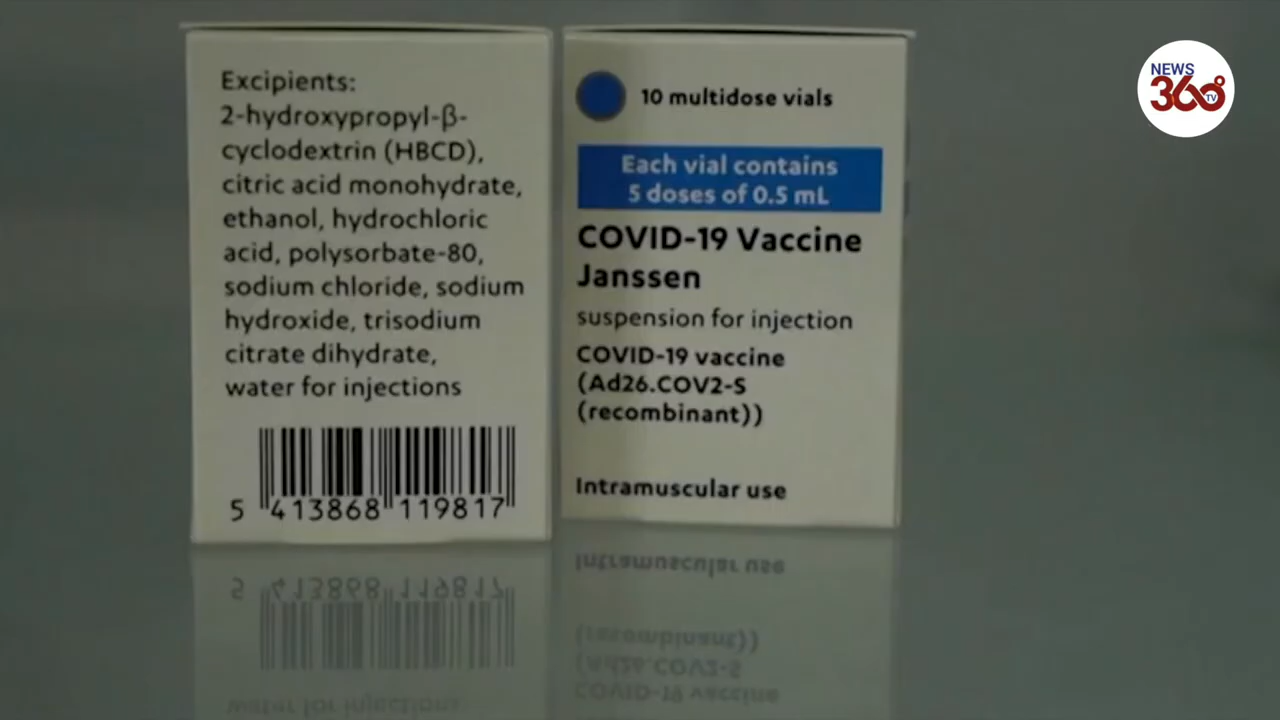 Excipients:
2-hydroxypropyl-β-
cyclodextrin (HBCD),
citric acid monohydrate,
ethanol, hydrochloric
acid, polysorbate-80,
sodium chloride, sodium
hydroxide, trisodium
citrate dihydrate,
water for injections
5 413868 119817
10 multidose vials
Each vial contains
5 doses of 0.5 mL
COVID-19 Vaccine
Janssen
suspension for injection
COVID-19 vaccine
(Ad26.COV2-S
(recombinant))
Intramuscular use
NEWS
360°
TV